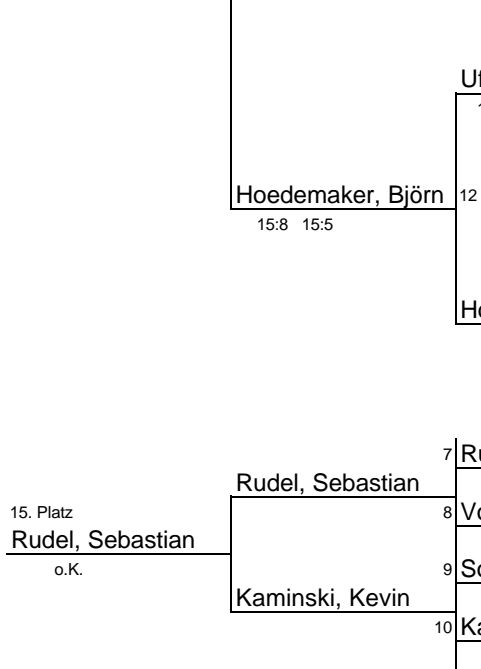 Hoedemaker, Björn
12
15:8 15:5
7
Rudel, Sebastian
8
15. Platz
Rudel, Sebastian
o.K.
9
Kaminski, Kevin
10